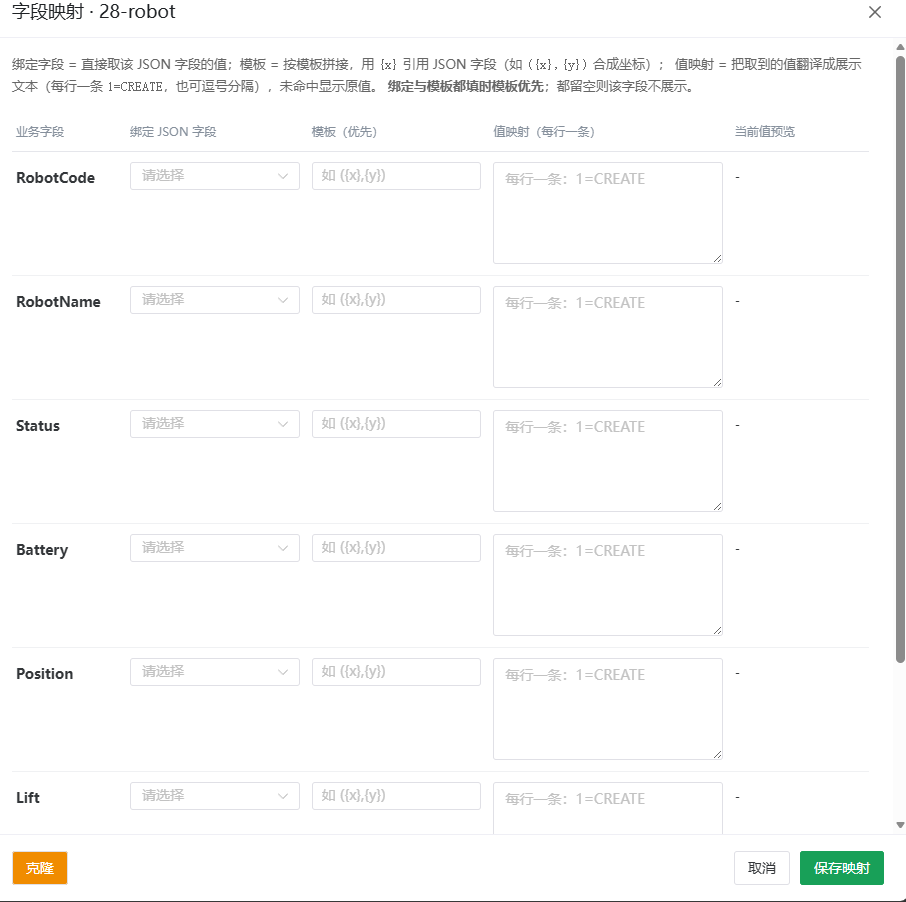 字段映射 · 28-robot
绑定字段 = 直接取该 JSON 字段的值；模板 = 按模板拼接，用 {x} 引用 JSON 字段（如 ({x},{y}) 合成坐标）； 值映射 = 把取到的值翻译成展示
文本（每行一条 1=CREATE，也可逗号分隔），未命中显示原值。 绑定与模板都填时模板优先；都留空则该字段不展示。
业务字段 绑定 JSON 字段 模板（优先） 值映射（每行一条） 当前值预览
RobotCode 请选择 如 ({x},{y}) 每行一条：1=CREATE -
RobotName 请选择 如 ({x},{y}) 每行一条：1=CREATE -
Status 请选择 如 ({x},{y}) 每行一条：1=CREATE -
Battery 请选择 如 ({x},{y}) 每行一条：1=CREATE -
Position 请选择 如 ({x},{y}) 每行一条：1=CREATE -
Lift 请选择 如 ({x},{y}) 每行一条：1=CREATE -
克隆 取消 保存映射